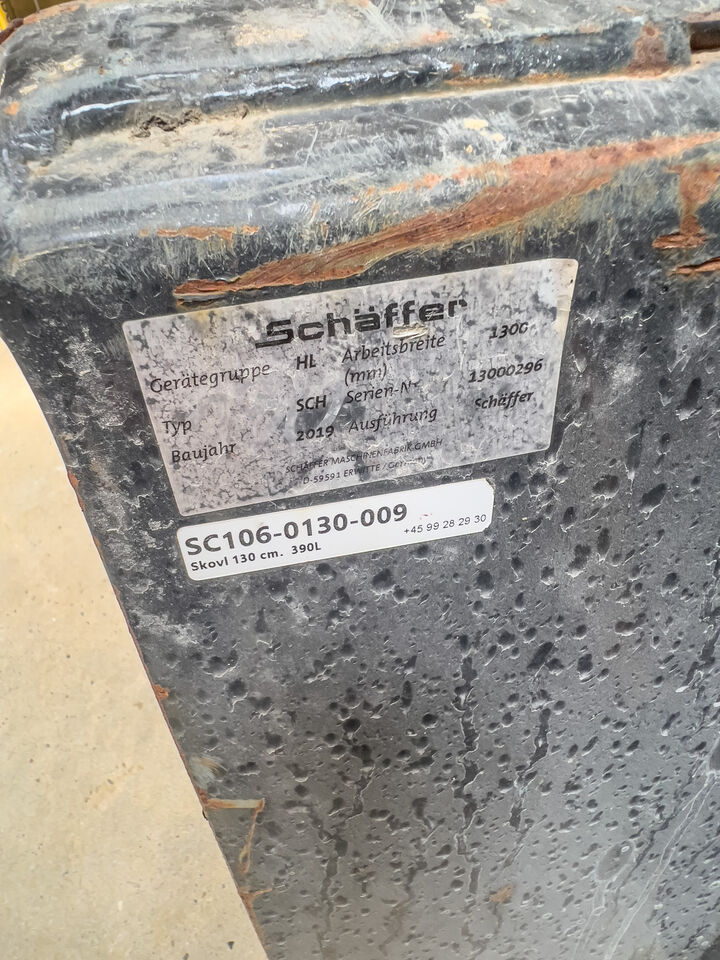 Schäffer
Gerätegruppe HL Arbeitsbreite (mm) 1300
Typ SCH Serien-Nr 13000296
Baujahr 2019 Ausführung Schäffer
SCHÄFFER MASCHINENFABRIK GMBH
D-59591 ERWITTE /
SC106-0130-009
Skovl 130 cm. 390L +45 99 28 29 30